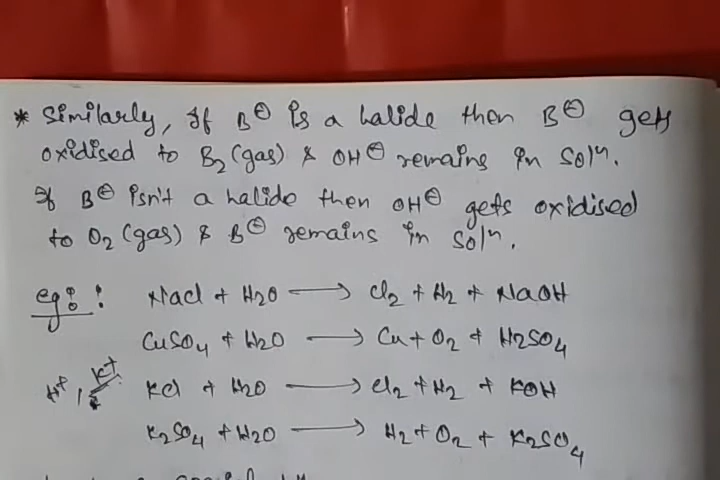 * Similarly, If B⊖ is a halide then B⊖ gets
oxidised to B₂ (gas) & OH⊖ remains in Solⁿ.
If B⊖ isn't a halide then OH⊖ gets oxidised
to O₂ (gas) & B⊖ remains in Solⁿ.
eg:: NaCl + H₂O ⟶ Cl₂ + H₂ + NaOH
CuSO₄ + H₂O ⟶ Cu + O₂ + H₂SO₄
H⁺, K⁺ KCl + H₂O ⟶ Cl₂ + H₂ + KOH
K₂SO₄ + H₂O ⟶ H₂ + O₂ + K₂SO₄